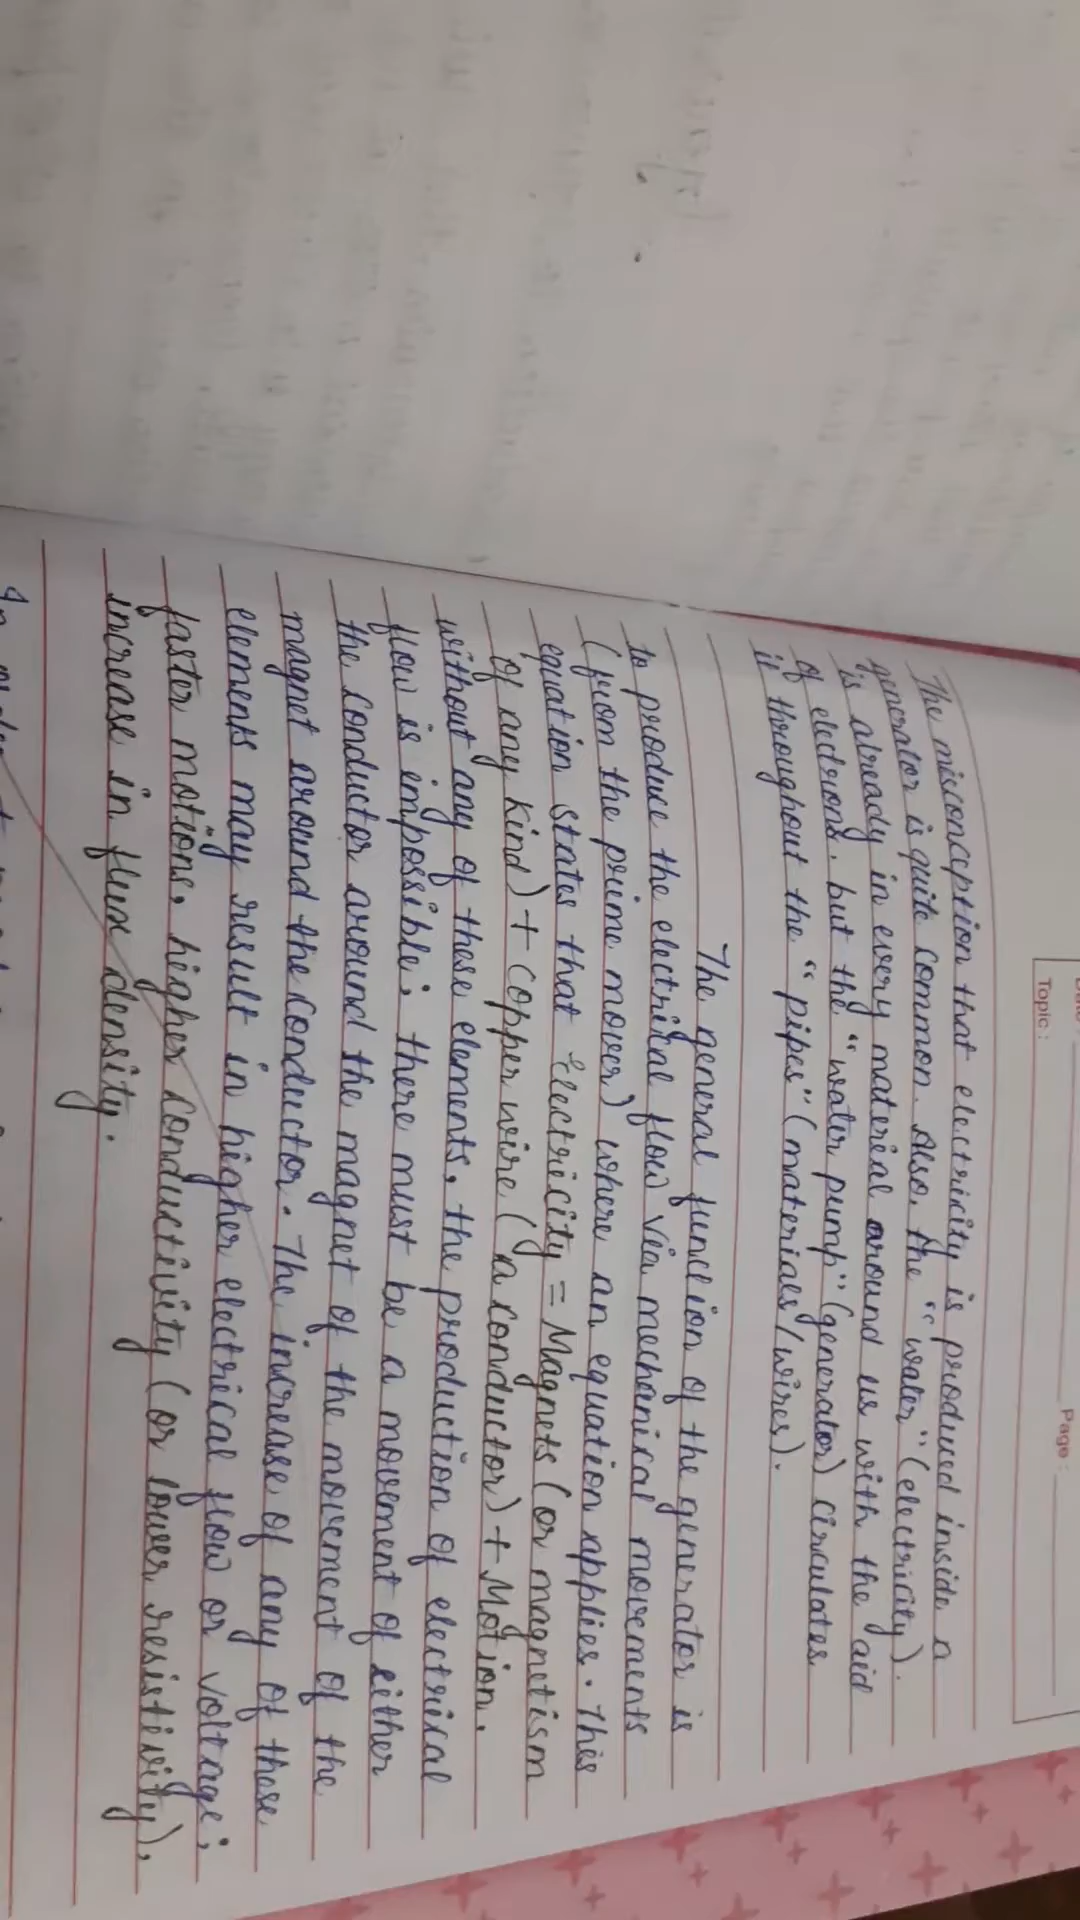 Page :
Topic :
The misconception that electricity is produced inside a
generator is quite common. Also, the "water" (electricity)
is already in every material around us with the aid
of electrons, but the "water pump" (generator) circulates
it throughout the "pipes" (materials/wires).
The general function of the generator is
to produce the electrical flow via mechanical movements
(from the prime mover) where an equation applies. This
equation states that Electricity = Magnets (or magnetism
of any kind) + Copper wire (a conductor) + Motion.
without any of these elements, the production of electrical
flow is impossible; there must be a movement of either
the conductor around the magnet of the movement of the
magnet around the conductor. The increase of any of these
elements may result in higher electrical flow or voltage;
faster motions, higher conductivity (or lower resistivity),
increase in flux density.